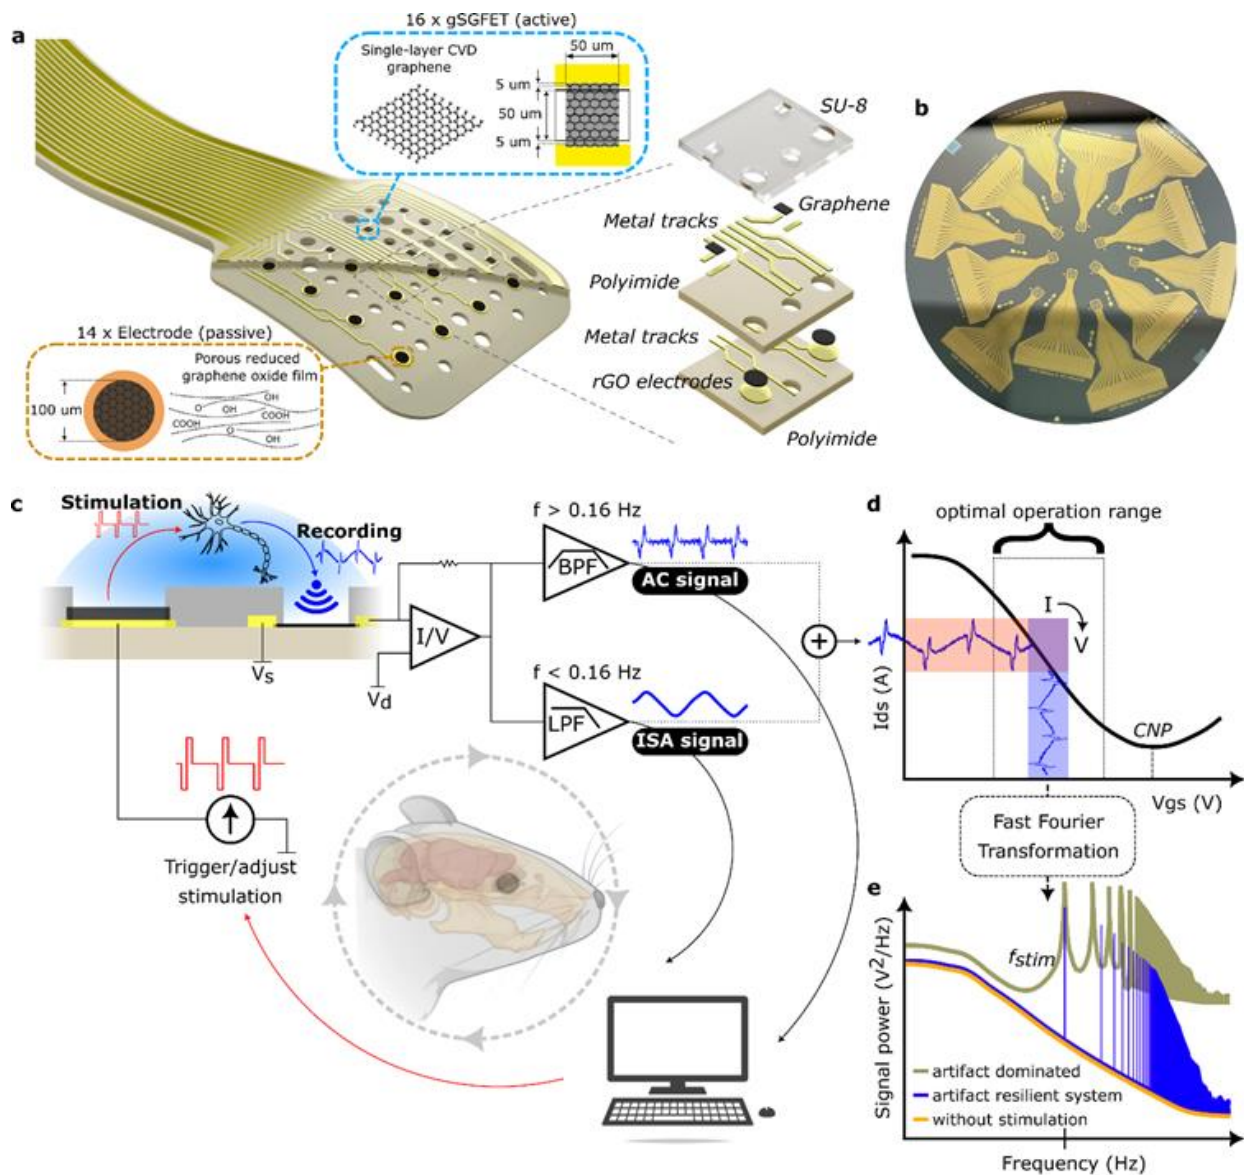 a
16 x gSGFET (active)
Single-layer CVD
graphene
50 um
5 um
50 um
5 um
SU-8
Graphene
Metal tracks
Polyimide
Metal tracks
rGO electrodes
Polyimide
14 x Electrode (passive)
Porous reduced
graphene oxide film
100 um
OH
O
OH
COOH
COOH
O
OH
b
c
Stimulation
Recording
Vs
Vd
I/V
f > 0.16 Hz
BPF
AC signal
f < 0.16 Hz
LPF
ISA signal
+
Trigger/adjust
stimulation
d
optimal operation range
I
V
Ids (A)
CNP
Vgs (V)
Fast Fourier
Transformation
e
fstim
Signal power (V²/Hz)
artifact dominated
artifact resilient system
without stimulation
Frequency (Hz)